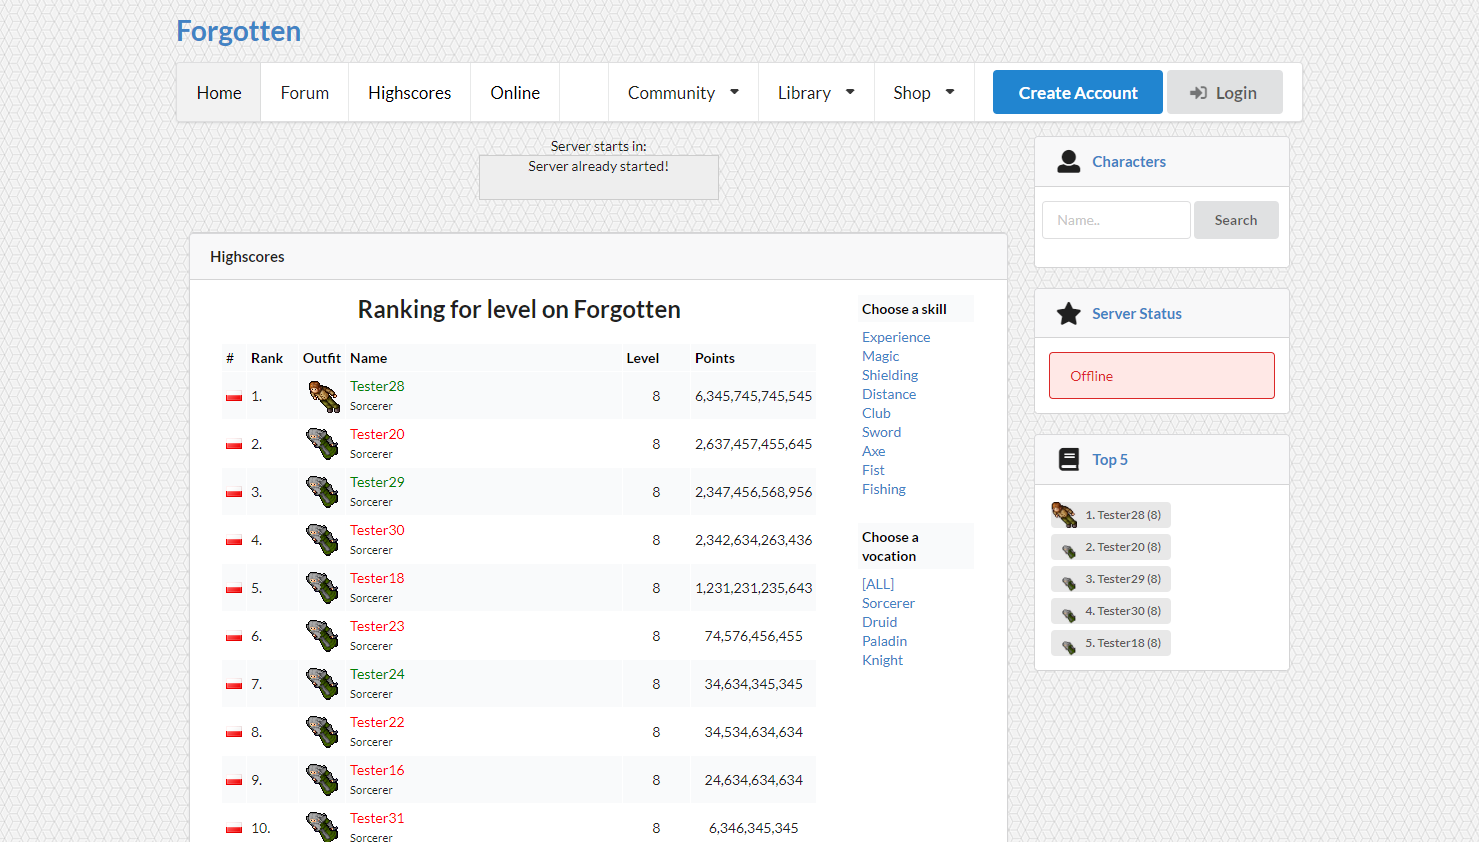 Forgotten
Home Forum Highscores Online Community Library Shop Create Account Login
Server starts in:
Server already started!
Highscores
Ranking for level on Forgotten
# Rank Outfit Name Level Points
1. Tester28 Sorcerer 8 6,345,745,745,545
2. Tester20 Sorcerer 8 2,637,457,455,645
3. Tester29 Sorcerer 8 2,347,456,568,956
4. Tester30 Sorcerer 8 2,342,634,263,436
5. Tester18 Sorcerer 8 1,231,231,235,643
6. Tester23 Sorcerer 8 74,576,456,455
7. Tester24 Sorcerer 8 34,634,345,345
8. Tester22 Sorcerer 8 34,534,634,634
9. Tester16 Sorcerer 8 24,634,634,634
10. Tester31 Sorcerer 8 6,346,345,345
Choose a skill
Experience
Magic
Shielding
Distance
Club
Sword
Axe
Fist
Fishing
Choose a
vocation
[ALL]
Sorcerer
Druid
Paladin
Knight
Characters
Name.. Search
Server Status
Offline
Top 5
1. Tester28 (8)
2. Tester20 (8)
3. Tester29 (8)
4. Tester30 (8)
5. Tester18 (8)